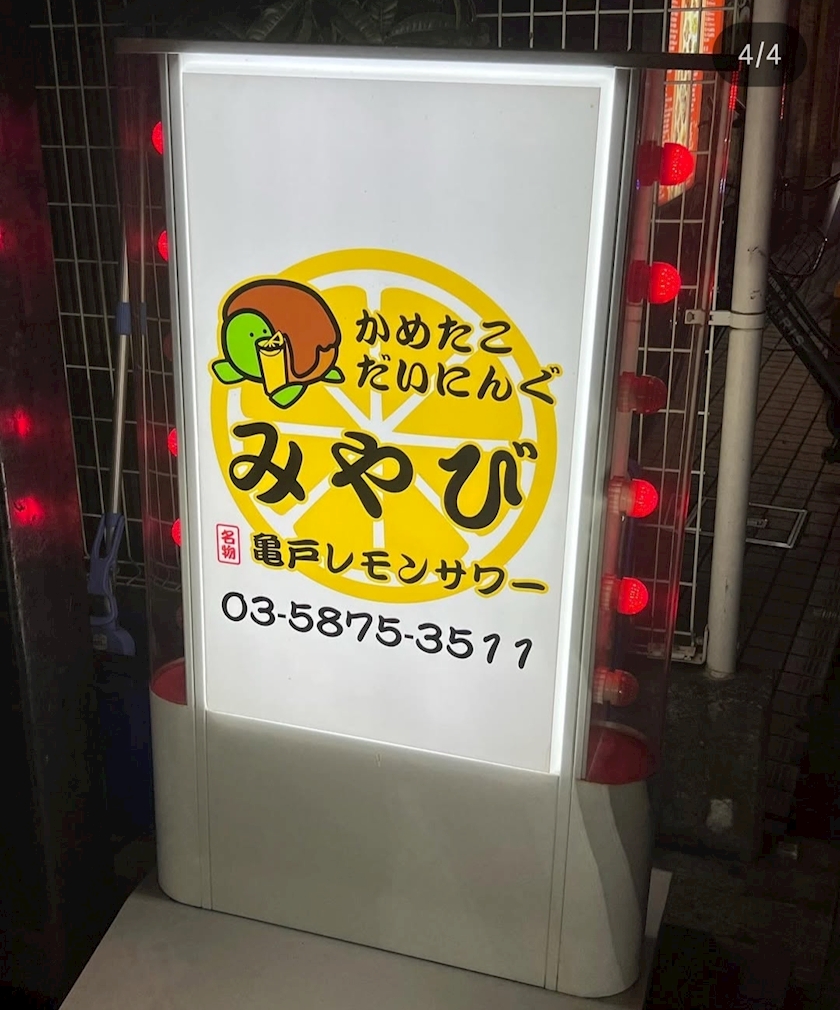 4/4
かめたこ
だいにんぐ
みやび
名物
亀戸レモンサワー
03-5875-3511